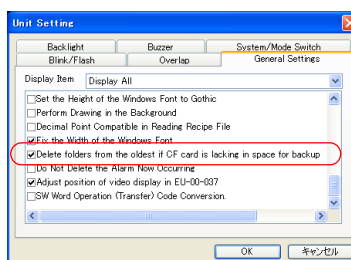 Unit Setting
Backlight Buzzer System/Mode Switch
Blink/Flash Overlap General Settings
Display Item Display All
Set the Height of the Windows Font to Gothic
Perform Drawing in the Background
Decimal Point Compatible in Reading Recipe File
Fix the Width of the Windows Font
Delete folders from the oldest if CF card is lacking in space for backup
Do Not Delete the Alarm Now Occurring
Adjust position of video display in EU-00-037
SW Word Operation (Transfer) Code Conversion.
OK キャンセル